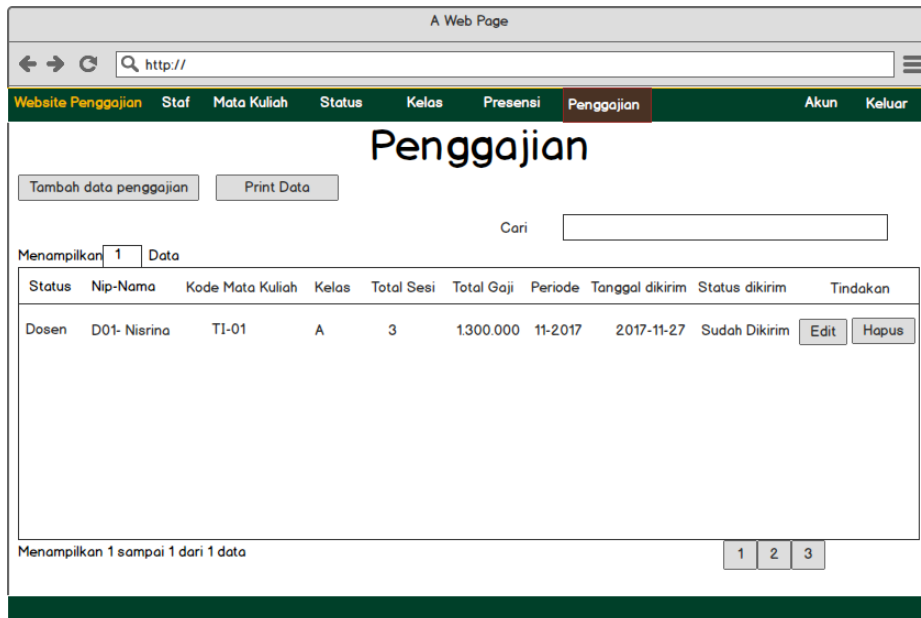 A Web Page
http://
Website Penggajian Staf Mata Kuliah Status Kelas Presensi Penggajian Akun Keluar
Penggajian
Tambah data penggajian Print Data
Cari
Menampilkan 1 Data
Status Nip-Nama Kode Mata Kuliah Kelas Total Sesi Total Gaji Periode Tanggal dikirim Status dikirim Tindakan
Dosen D01- Nisrina TI-01 A 3 1.300.000 11-2017 2017-11-27 Sudah Dikirim Edit Hapus
Menampilkan 1 sampai 1 dari 1 data 1 2 3